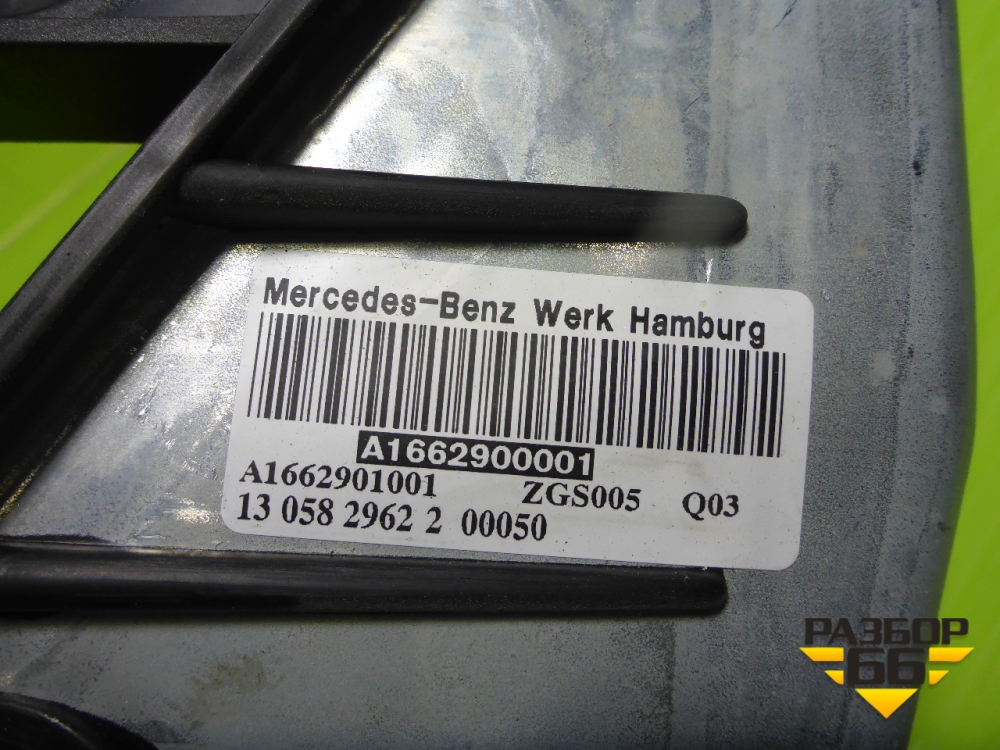 Mercedes-Benz Werk Hamburg
A1662900001
A1662901001 ZGS005 Q03
13 058 2962 2 00050
РАЗБОР
66